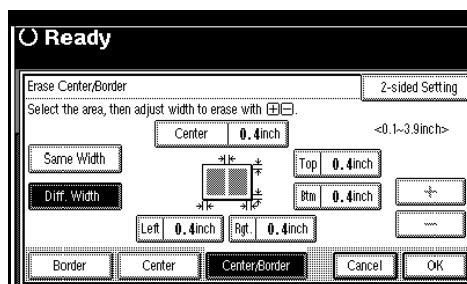 Ready
Erase Center/Border
2-sided Setting
Select the area, then adjust width to erase with ⊞⊟.
Center 0.4inch
<0.1~3.9inch>
Same Width
Top 0.4inch
Diff. Width
Btm 0.4inch
+
Left 0.4inch Rgt. 0.4inch
—
Border Center Center/Border Cancel OK